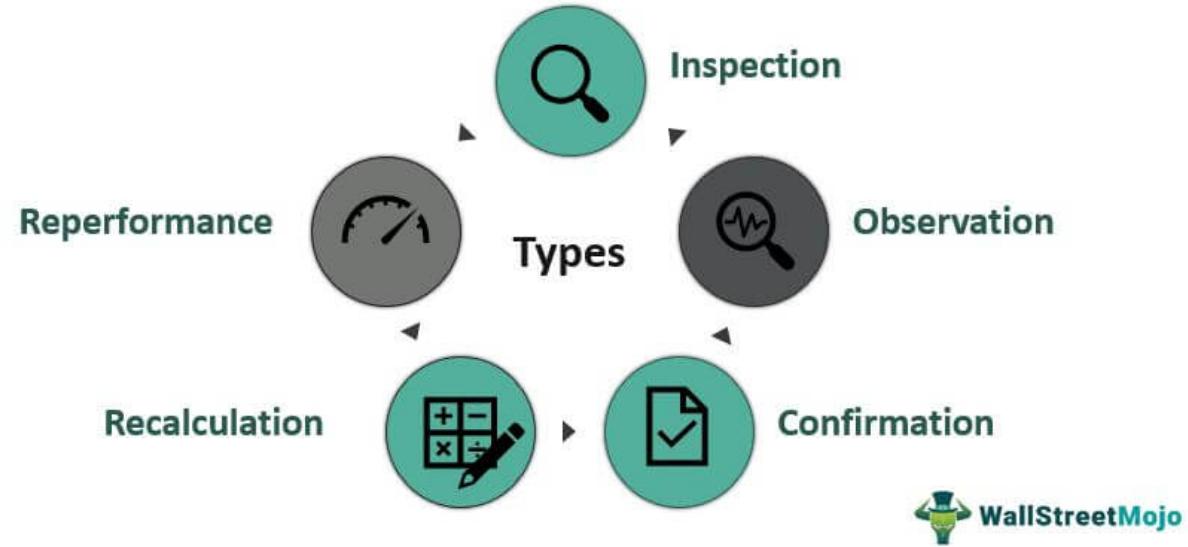 Inspection
Reperformance
Observation
Types
Recalculation
Confirmation
WallStreetMojo